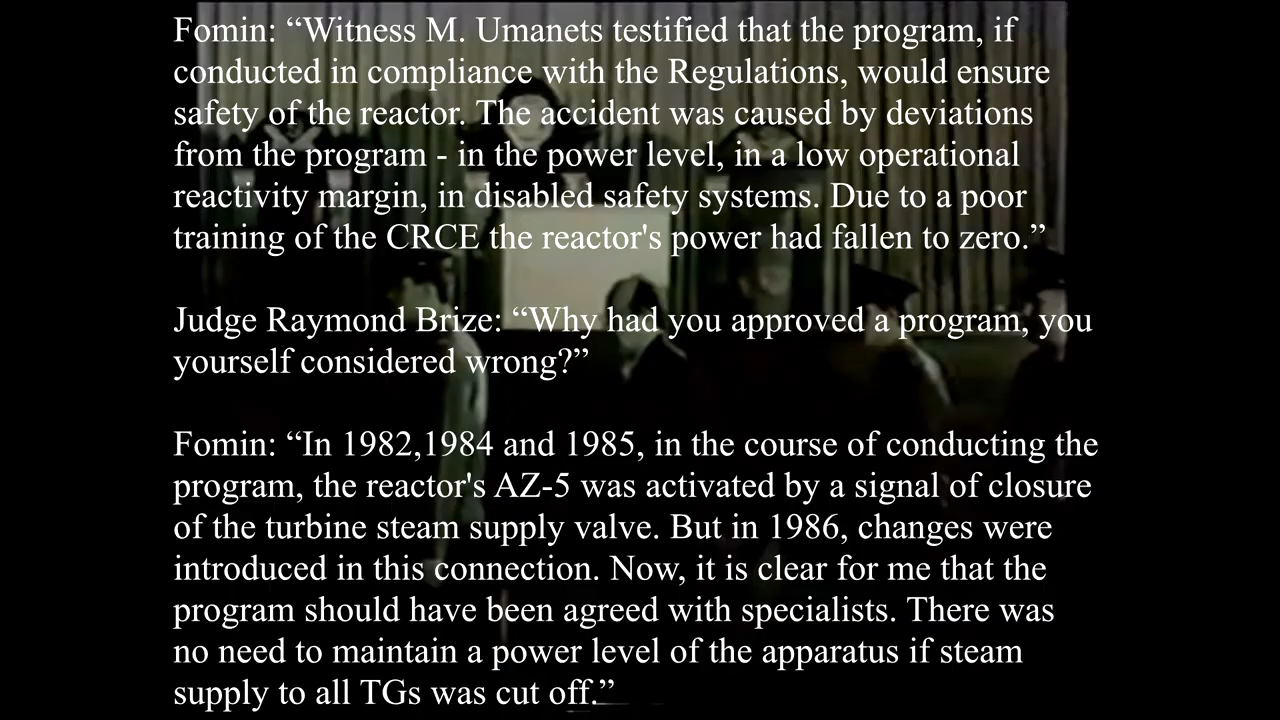 Fomin: “Witness M. Umanets testified that the program, if
conducted in compliance with the Regulations, would ensure
safety of the reactor. The accident was caused by deviations
from the program - in the power level, in a low operational
reactivity margin, in disabled safety systems. Due to a poor
training of the CRCE the reactor's power had fallen to zero.”
Judge Raymond Brize: “Why had you approved a program, you
yourself considered wrong?”
Fomin: “In 1982,1984 and 1985, in the course of conducting the
program, the reactor's AZ-5 was activated by a signal of closure
of the turbine steam supply valve. But in 1986, changes were
introduced in this connection. Now, it is clear for me that the
program should have been agreed with specialists. There was
no need to maintain a power level of the apparatus if steam
supply to all TGs was cut off.”